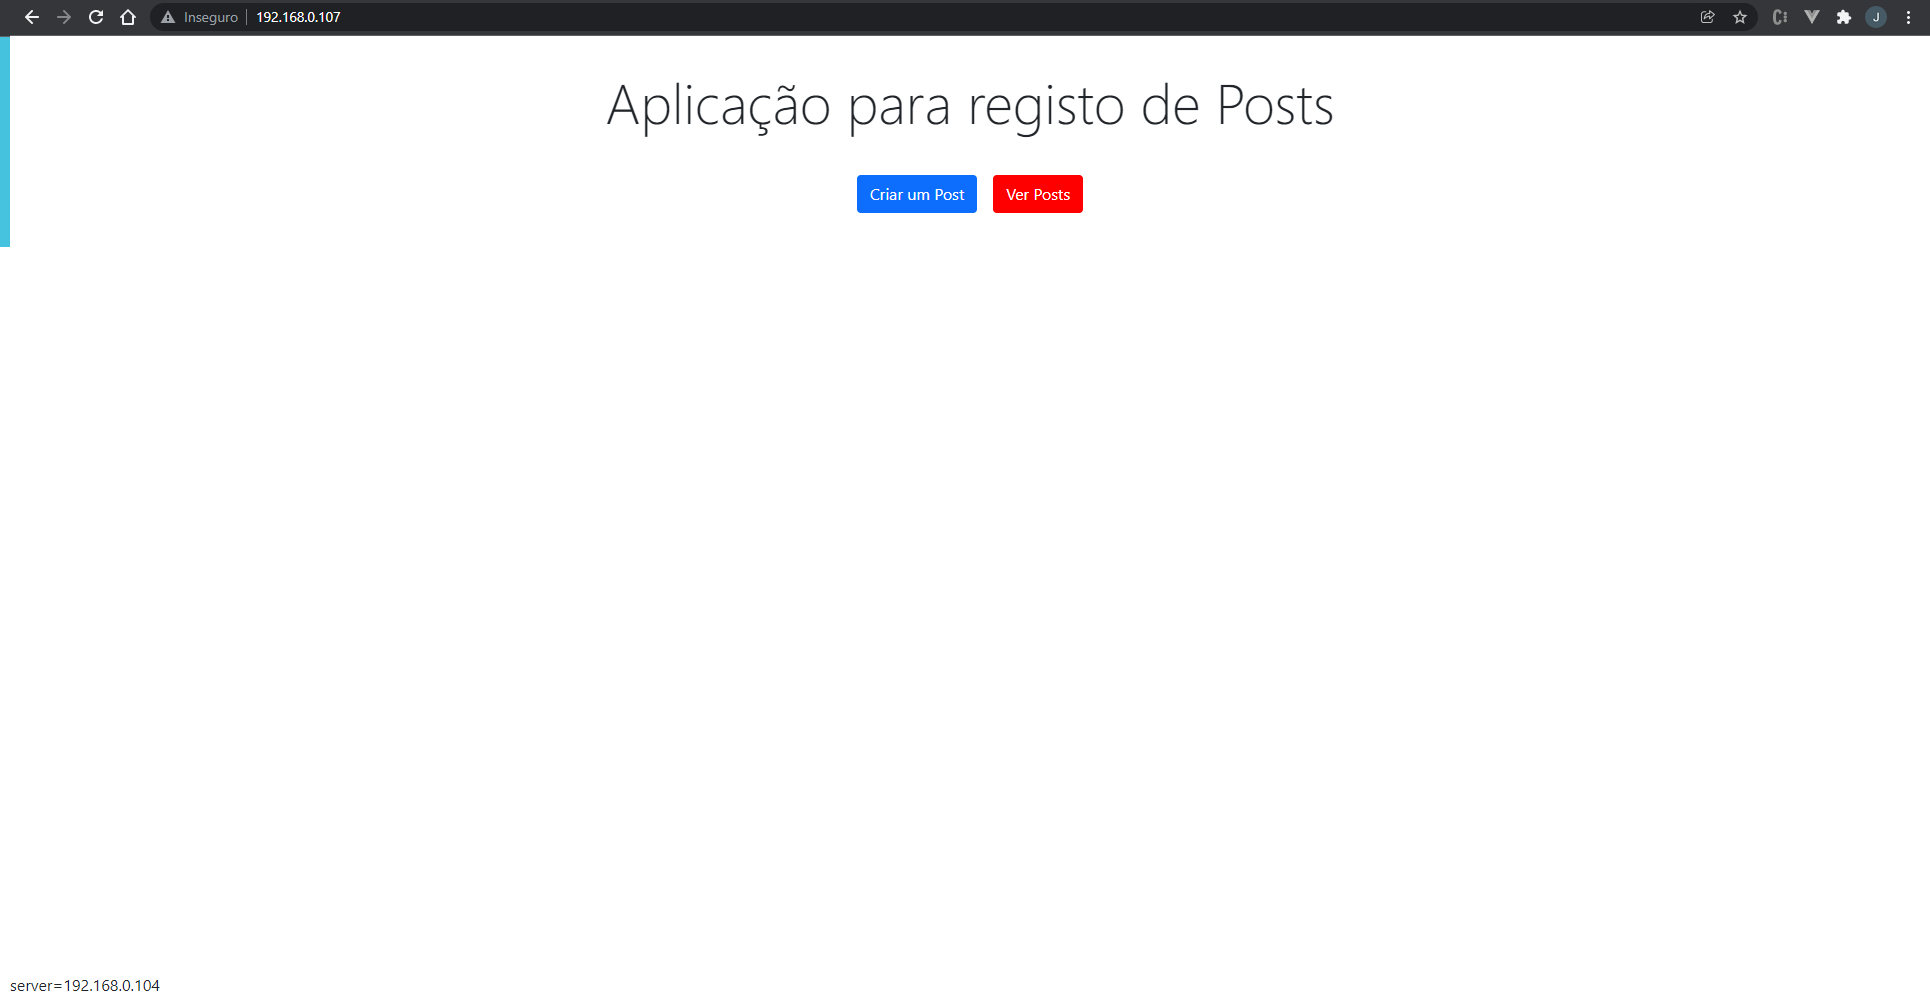 Inseguro 192.168.0.107
J
Aplicação para registo de Posts
Criar um Post Ver Posts
server=192.168.0.104